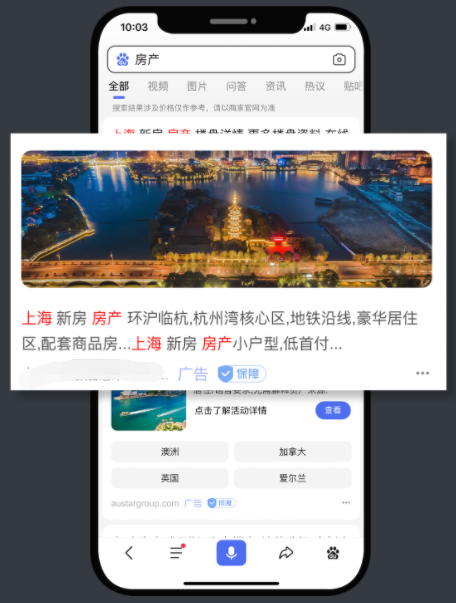 10:03
4G
房产
全部 视频 图片 问答 资讯 热议 贴吧
搜索结果涉及价格仅作参考，请以商家官网为准
上海 新房 房产 楼盘详情,更多楼盘资料,在线
上海 新房 房产 环沪临杭,杭州湾核心区,地铁沿线,豪华居住
区,配套商品房...上海 新房 房产小户型,低首付...
广告 保障
点击了解活动详情 查看
澳洲 加拿大
英国 爱尔兰
austargroup.com 广告 保障